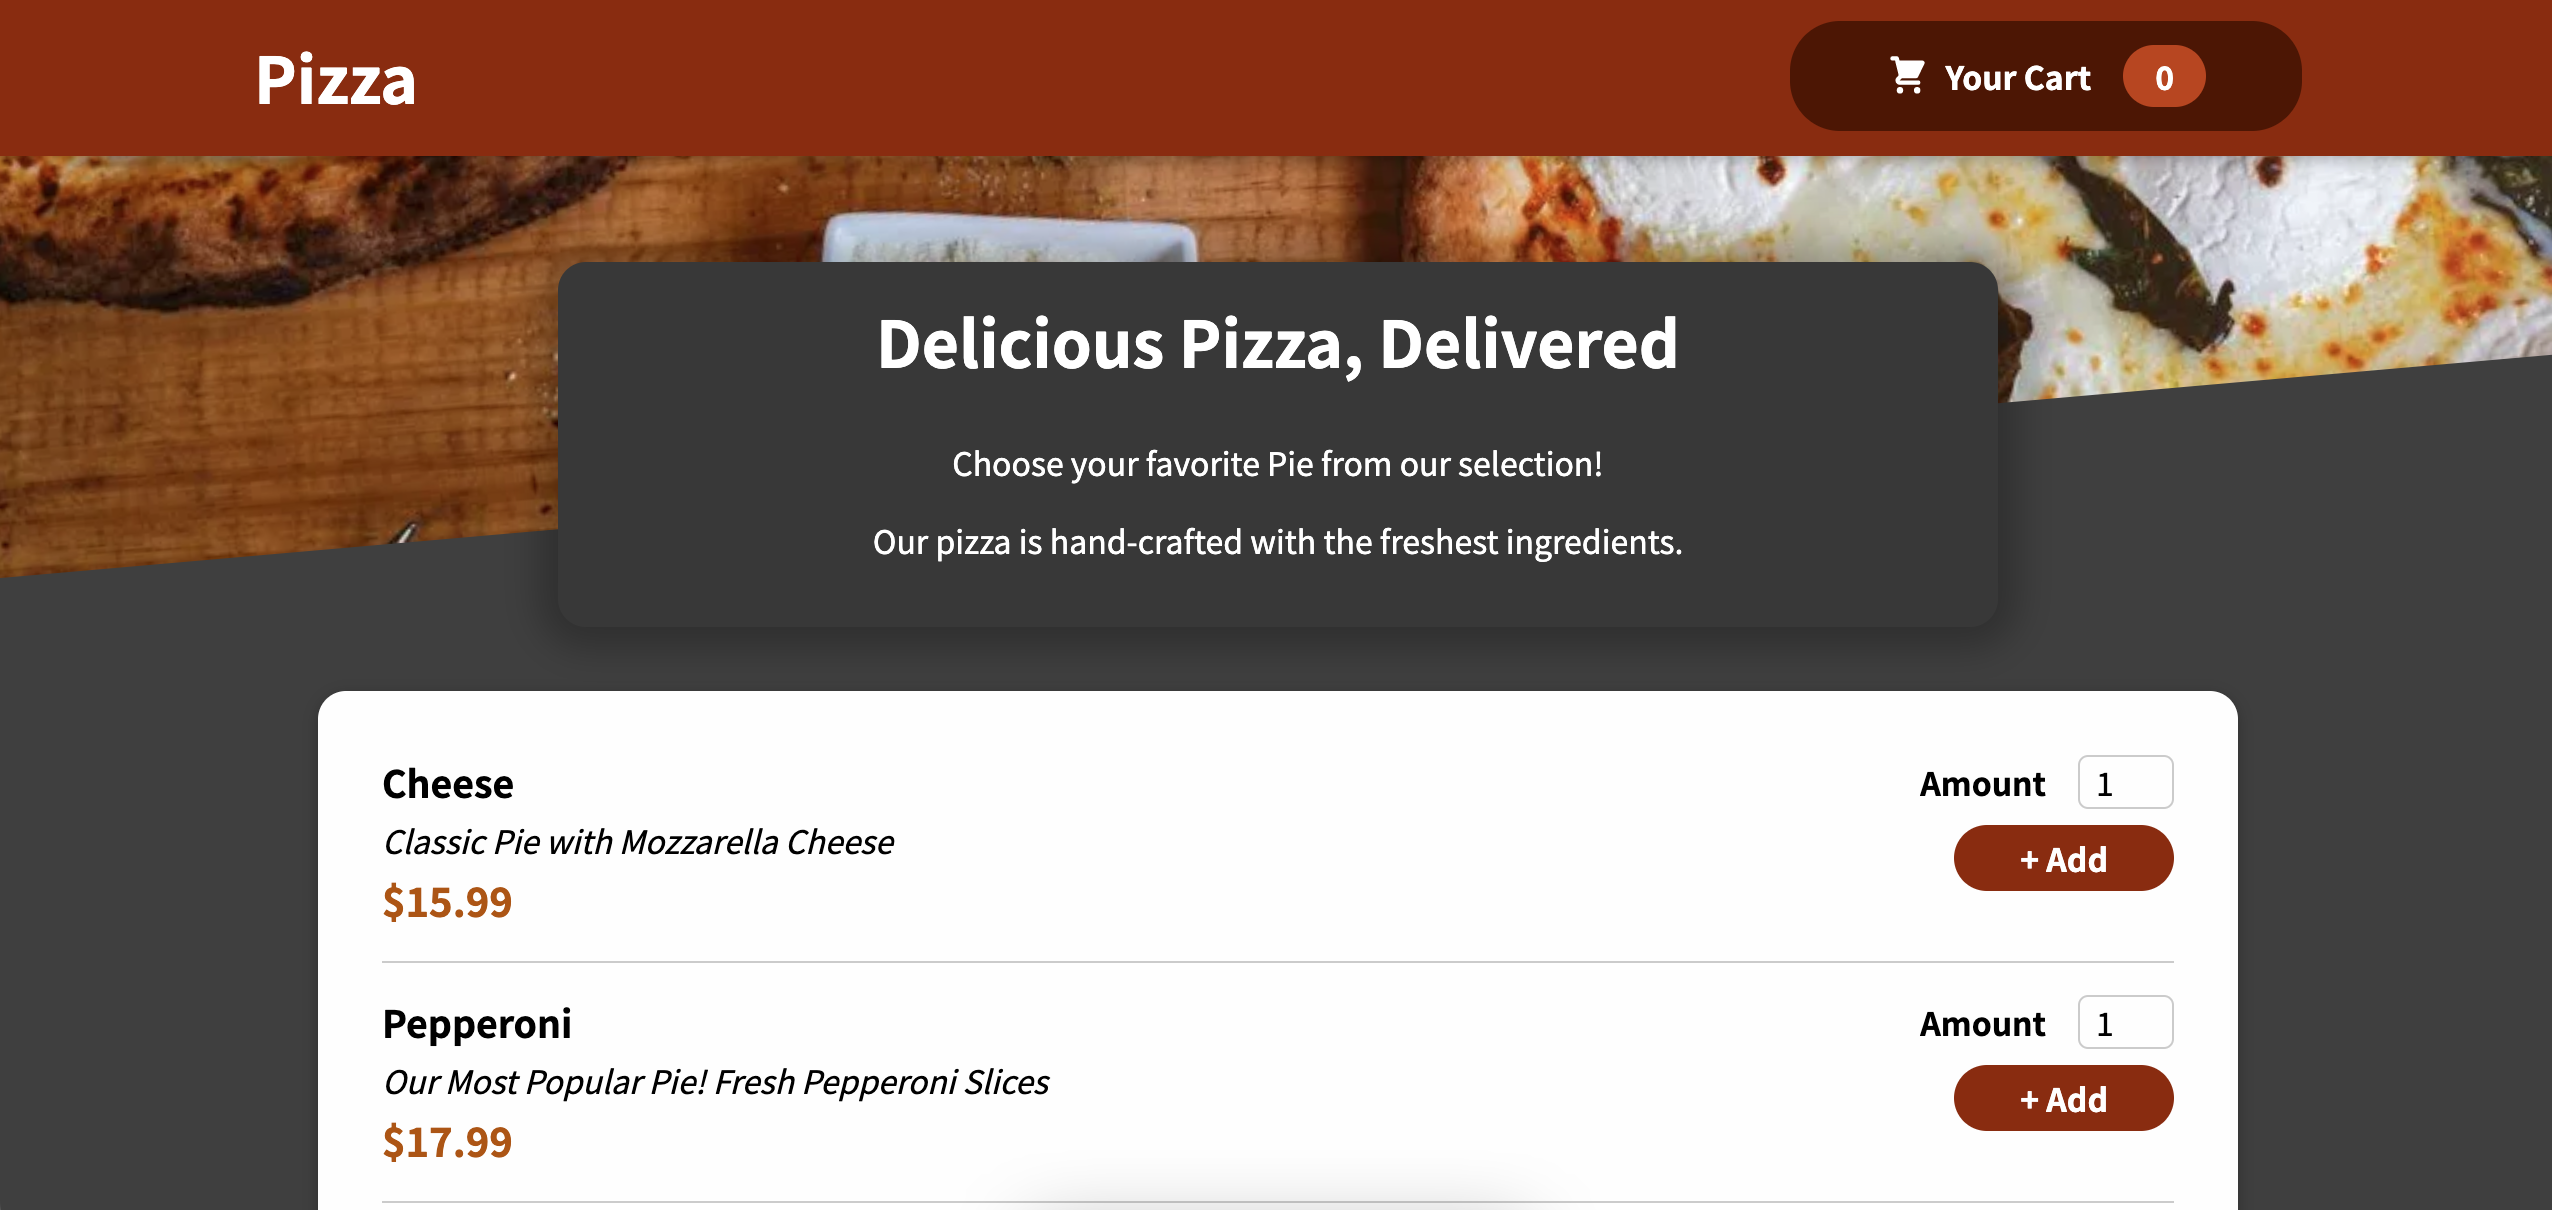 Pizza
Your Cart 0
Delicious Pizza, Delivered
Choose your favorite Pie from our selection!
Our pizza is hand-crafted with the freshest ingredients.
Cheese
Amount 1
Classic Pie with Mozzarella Cheese
+ Add
$15.99
Pepperoni
Amount 1
Our Most Popular Pie! Fresh Pepperoni Slices
+ Add
$17.99